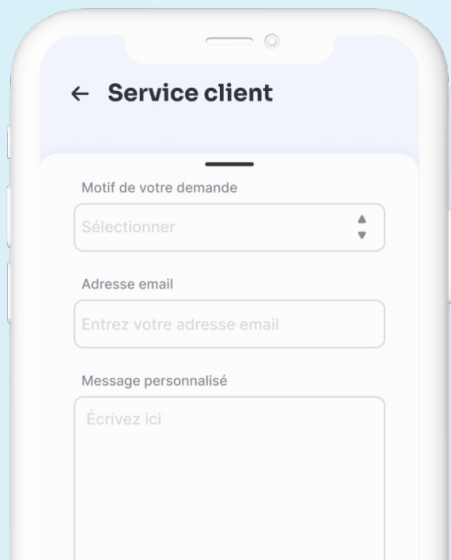 Service client
Motif de votre demande
Sélectionner
Adresse email
Entrez votre adresse email
Message personnalisé
Écrivez ici